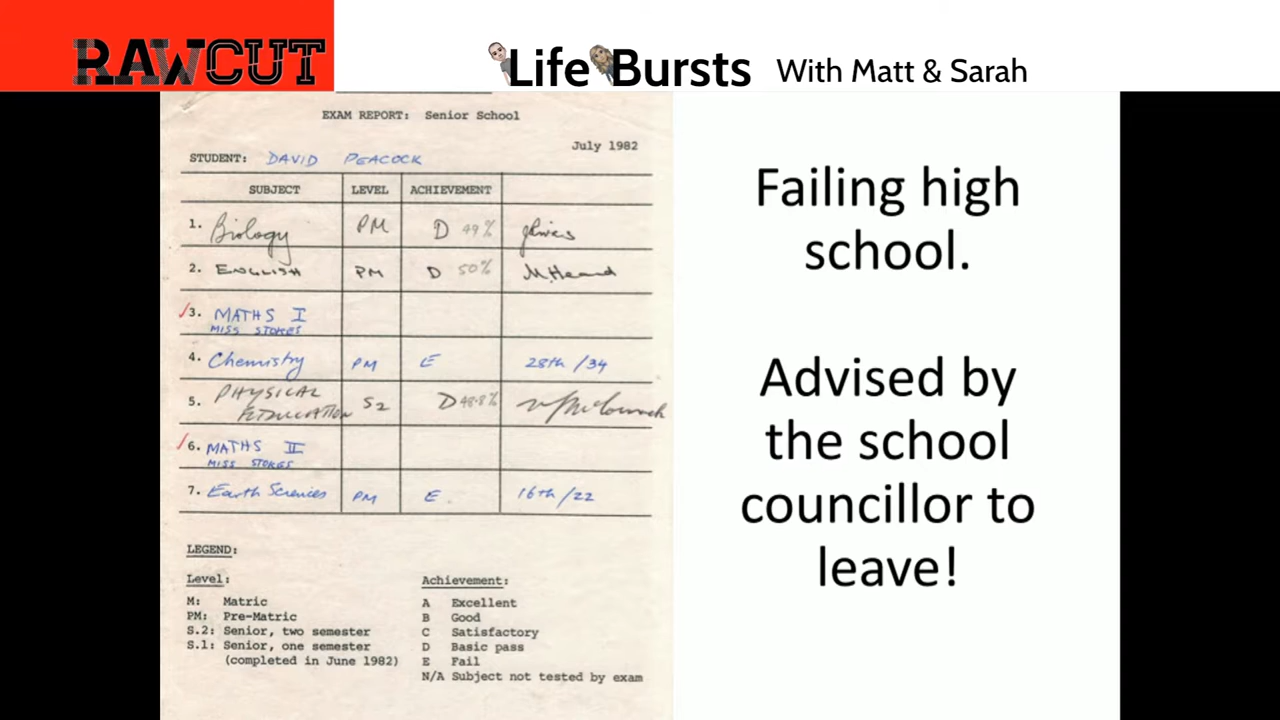 RAWCUT
Life Bursts With Matt & Sarah
EXAM REPORT: Senior School
July 1982
STUDENT: DAVID PEACOCK
SUBJECT LEVEL ACHIEVEMENT
1. Biology PM D 49%
2. ENGLISH PM D 50% M. Heard
3. MATHS I
MISS STOKES
4. Chemistry PM E 28th/34
5. PHYSICAL EDUCATION S2 D 48.8%
6. MATHS II
MISS STOKES
7. Earth Sciences PM E 16th/22
LEGEND:
Level: Achievement:
M: Matric A Excellent
PM: Pre-Matric B Good
S.2: Senior, two semester C Satisfactory
S.1: Senior, one semester D Basic pass
(completed in June 1982) E Fail
N/A Subject not tested by exam
Failing high
school.
Advised by
the school
councillor to
leave!